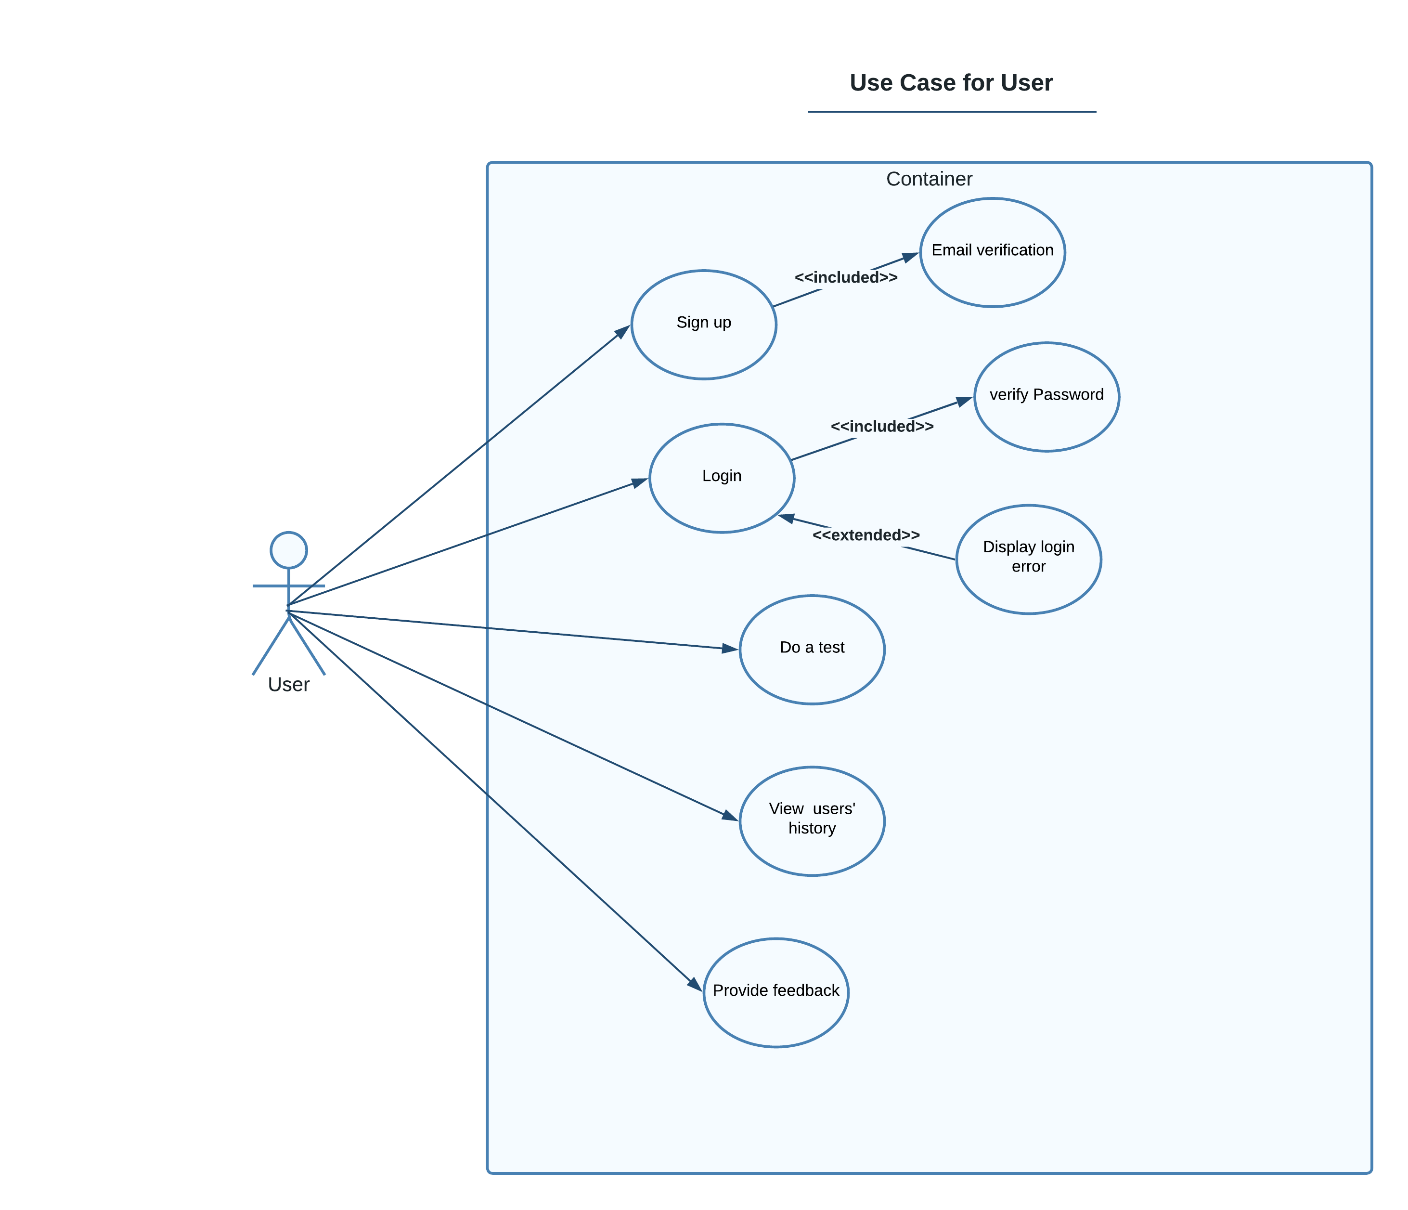 Use Case for User
Container
Email verification
<<included>>
Sign up
verify Password
<<included>>
Login
<<extended>>
Display login
error
Do a test
User
View  users'
history
Provide feedback